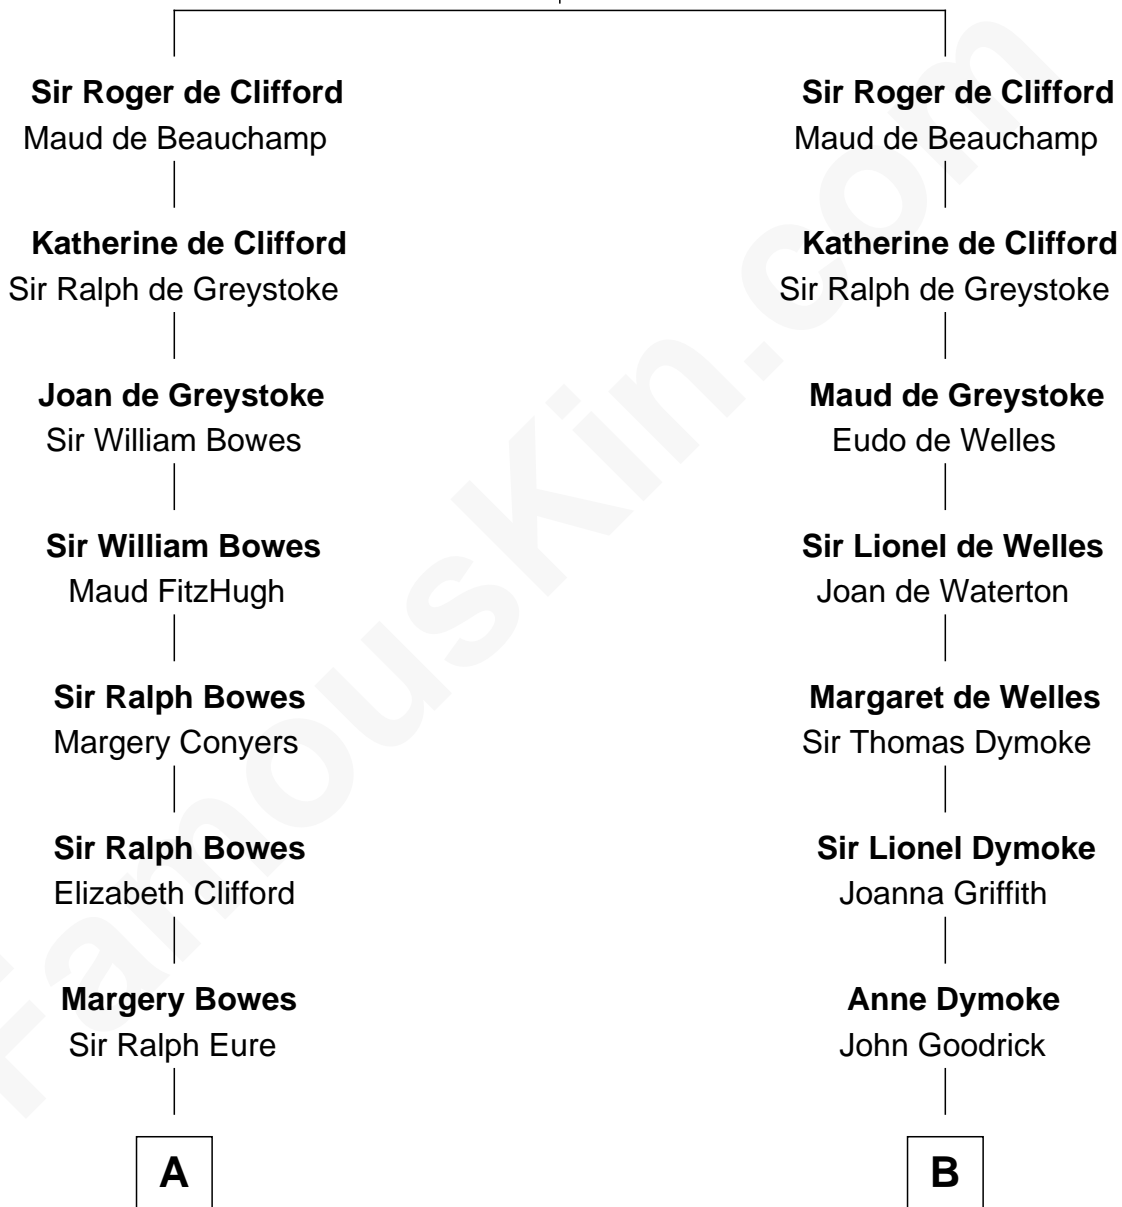 Sir Roger de Clifford
Maud de Beauchamp
Katherine de Clifford
Sir Ralph de Greystoke
Joan de Greystoke
Sir William Bowes
Sir William Bowes
Maud FitzHugh
Sir Ralph Bowes
Margery Conyers
Sir Ralph Bowes
Elizabeth Clifford
Margery Bowes
Sir Ralph Eure
A
Sir Roger de Clifford
Maud de Beauchamp
Katherine de Clifford
Sir Ralph de Greystoke
Maud de Greystoke
Eudo de Welles
Sir Lionel de Welles
Joan de Waterton
Margaret de Welles
Sir Thomas Dymoke
Sir Lionel Dymoke
Joanna Griffith
Anne Dymoke
John Goodrick
B
FamousKin.com